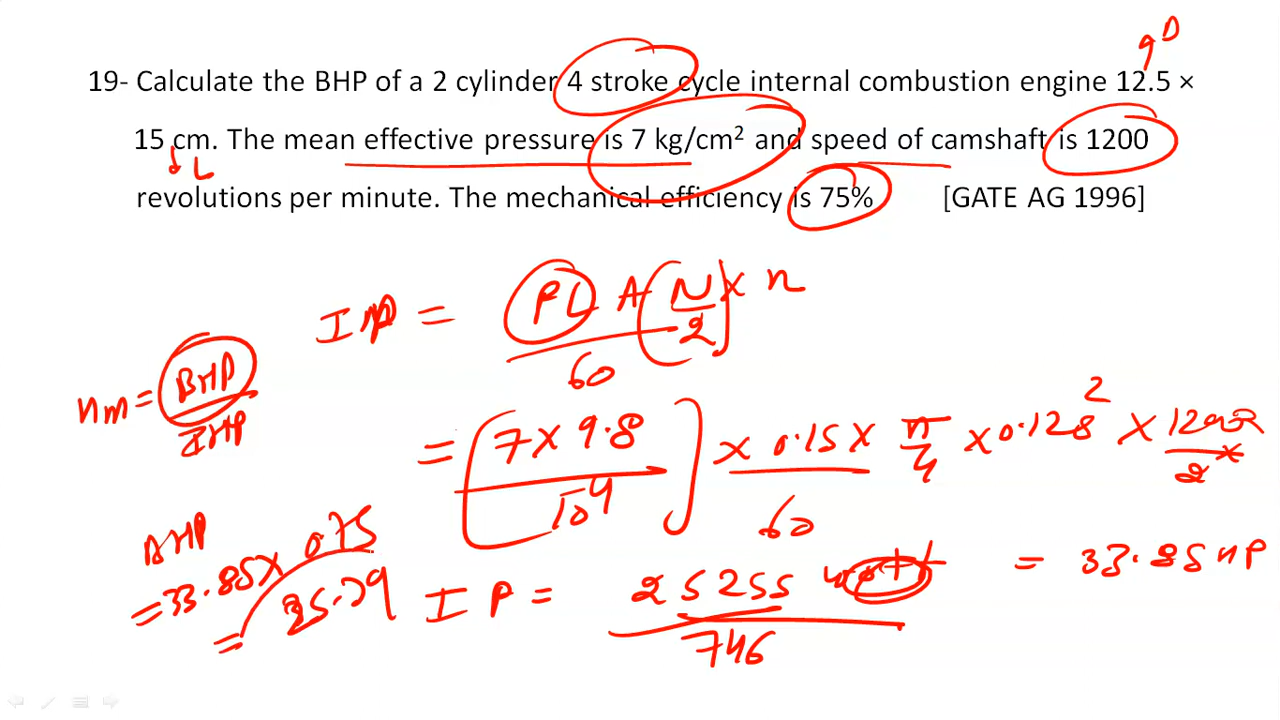 9 D
19- Calculate the BHP of a 2 cylinder 4 stroke cycle internal combustion engine 12.5 ×
15 cm. The mean effective pressure is 7 kg/cm² and speed of camshaft is 1200
L
revolutions per minute. The mechanical efficiency is 75% [GATE AG 1996]
IP = PLA (N/2) × n
60
nm = BHP
IHP
= [7 × 9.8 / 10⁴] × 0.15 × π/4 × 0.128² × 1200/2 ×
60
BHP
= 33.85 × 0.75
= 25.39
IP = 25255 watt = 33.85 HP
746